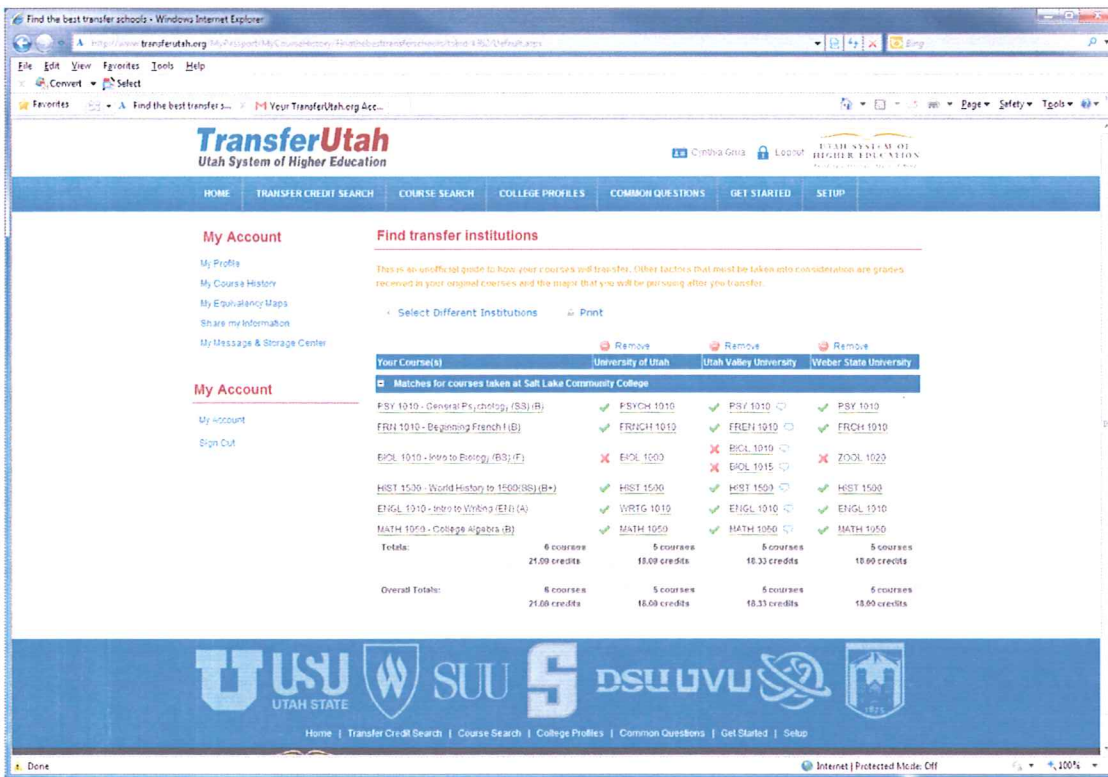 Find the best transfer schools - Windows Internet Explorer
transferutah.org
Bing
File Edit View Favorites Tools Help
Convert Select
Favorites Find the best transfer s... Your TransferUtah.org Acc... Page Safety Tools
TransferUtah
Utah System of Higher Education
Logout UTAH SYSTEM OF HIGHER EDUCATION
HOME TRANSFER CREDIT SEARCH COURSE SEARCH COLLEGE PROFILES COMMON QUESTIONS GET STARTED SETUP
My Account
My Profile
My Course History
My Equivalency Maps
Share my Information
My Message & Storage Center
My Account
My Account
Sign Out
Find transfer institutions
This is an unofficial guide to how your courses will transfer. Other factors that must be taken into consideration are grades
received in your original courses and the major that you will be pursuing after you transfer.
Select Different Institutions Print
Remove Remove Remove
Your Course(s) University of Utah Utah Valley University Weber State University
Matches for courses taken at Salt Lake Community College
PSY 1010 - General Psychology (SS) (B) PSYCH 1010 PSY 1010 PSY 1010
FRN 1010 - Beginning French I (B) FRNCH 1010 FREN 1010 FRCH 1010
BIOL 1010 - Intro to Biology (BS) (F) BIOL 1000 BIOL 1010 ZOOL 1020
BIOL 1015
HIST 1500 - World History to 1500(SS) (B+) HIST 1500 HIST 1500 HIST 1500
ENGL 1010 - Intro to Writing (EN) (A) WRTG 1010 ENGL 1010 ENGL 1010
MATH 1050 - College Algebra (B) MATH 1050 MATH 1050 MATH 1050
Totals: 6 courses 5 courses 5 courses 5 courses
21.00 credits 18.00 credits 18.33 credits 18.00 credits
Overall Totals: 6 courses 5 courses 5 courses 5 courses
21.00 credits 18.00 credits 18.33 credits 18.00 credits
U USU UTAH STATE W SUU S DSU UVU
Home | Transfer Credit Search | Course Search | College Profiles | Common Questions | Get Started | Setup
Done Internet | Protected Mode: Off 100%